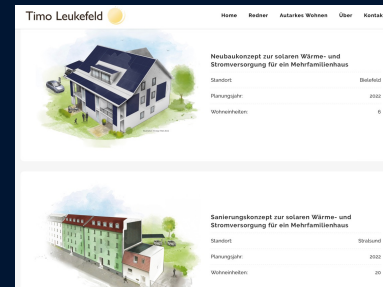 Timo Leukefeld
Home Redner Autarkes Wohnen Über Kontak
Neubaukonzept zur solaren Wärme- und
Stromversorgung für ein Mehrfamilienhaus
Standort: Bielefeld
Planungsjahr: 2022
Wohneinheiten: 6
Sanierungskonzept zur solaren Wärme- und
Stromversorgung für ein Mehrfamilienhaus
Standort: Stralsund
Planungsjahr: 2022
Wohneinheiten: 20